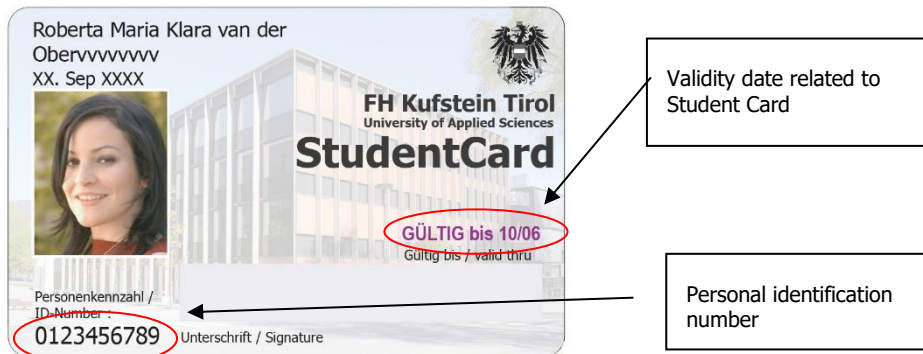 Roberta Maria Klara van der
Obervvvvvvv
XX. Sep XXXX
FH Kufstein Tirol
University of Applied Sciences
StudentCard
GÜLTIG bis 10/06
Gültig bis / valid thru
Personenkennzahl /
ID-Number :
0123456789
Unterschrift / Signature
Validity date related to
Student Card
Personal identification
number